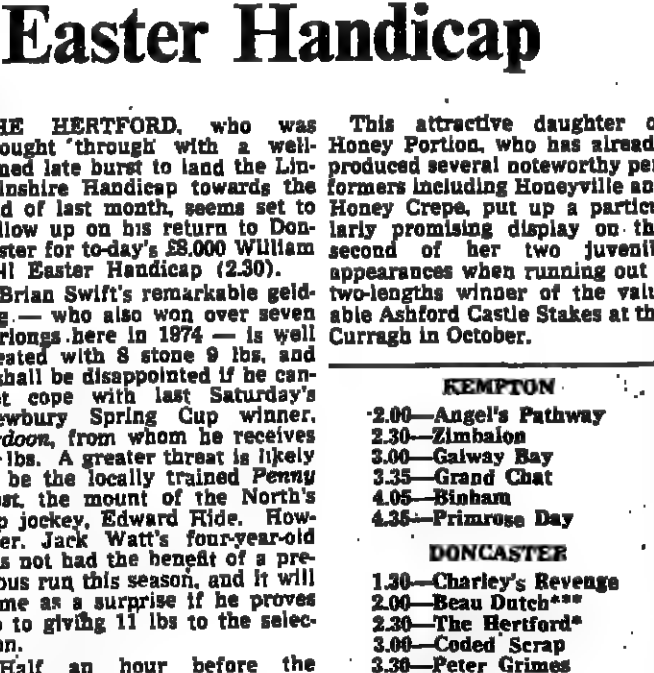 Easter Handicap
HE HERTFORD, who was
ought through with a well-
med late burst to land the Lin-
lnshire Handicap towards the
d of last month, seems set to
llow up on his return to Don-
ster for to-day's £8.000 William
ll Easter Handicap (2.30).
Brian Swift's remarkable geld-
g — who also won over seven
rlongs here in 1974 — is well
eated with 8 stone 9 lbs, and
shall be disappointed if he can-
t cope with last Saturday's
ewbury Spring Cup winner,
rdoon, from whom he receives
lbs. A greater threat is likely
be the locally trained Penny
st, the mount of the North's
p jockey, Edward Hide. How-
er. Jack Watt's four-year-old
s not had the benefit of a pre-
ous run this season, and it will
me as a surprise if he proves
to giving 11 lbs to the selec-
on.
Half an hour before the
This attractive daughter o
Honey Portion, who has alread
produced several noteworthy per
formers including Honeyville an
Honey Crepe, put up a particu
larly promising display on th
second of her two juvenil
appearances when running out
two-lengths winner of the valu
able Ashford Castle Stakes at th
Curragh in October.
KEMPTON
2.00—Angel's Pathway
2.30—Zimbalon
3.00—Galway Bay
3.35—Grand Chat
4.05—Binham
4.35—Primrose Day
DONCASTER
1.30—Charley's Revenge
2.00—Beau Dutch***
2.30—The Hertford*
3.00—Coded Scrap
3.30—Peter Grimes